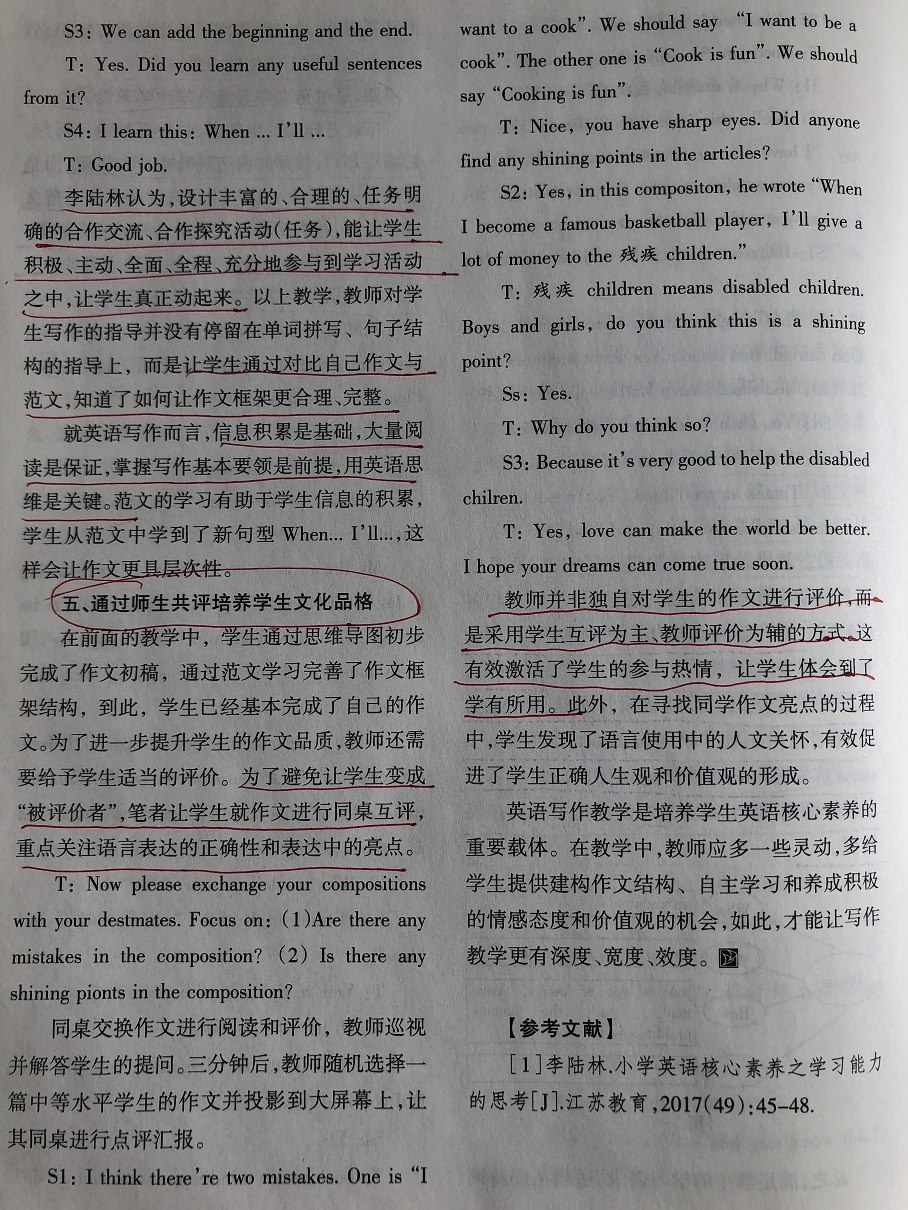 S3: We can add the beginning and the end.
T: Yes. Did you learn any useful sentences
from it?
S4: I learn this: When ... I'll ...
T: Good job.
李陆林认为,设计丰富的、合理的、任务明
确的合作交流、合作探究活动(任务),能让学生
积极、主动、全面、全程、充分地参与到学习活动
之中,让学生真正动起来。以上教学,教师对学
生写作的指导并没有停留在单词拼写、句子结
构的指导上，而是让学生通过对比自己作文与
范文,知道了如何让作文框架更合理、完整。
就英语写作而言,信息积累是基础,大量阅
读是保证,掌握写作基本要领是前提,用英语思
维是关键。范文的学习有助于学生信息的积累,
学生从范文中学到了新句型 When... I'll...,这
样会让作文更具层次性。
五、通过师生共评培养学生文化品格
在前面的教学中，学生通过思维导图初步
完成了作文初稿，通过范文学习完善了作文框
架结构，到此，学生已经基本完成了自己的作
文。为了进一步提升学生的作文品质,教师还需
要给予学生适当的评价。为了避免让学生变成
“被评价者”,笔者让学生就作文进行同桌互评,
重点关注语言表达的正确性和表达中的亮点。
T: Now please exchange your compositions
with your destmates. Focus on: (1)Are there any
mistakes in the composition? (2) Is there any
shining pionts in the composition?
同桌交换作文进行阅读和评价，教师巡视
并解答学生的提问。三分钟后,教师随机选择一
篇中等水平学生的作文并投影到大屏幕上,让
其同桌进行点评汇报。
S1: I think there're two mistakes. One is “I
want to a cook”. We should say “I want to be a
cook”. The other one is “Cook is fun”. We should
say “Cooking is fun”.
T: Nice, you have sharp eyes. Did anyone
find any shining points in the articles?
S2: Yes, in this compositon, he wrote “When
I become a famous basketball player, I'll give a
lot of money to the 残疾 children.”
T: 残疾 children means disabled children.
Boys and girls, do you think this is a shining
point?
Ss: Yes.
T: Why do you think so?
S3: Because it's very good to help the disabled
chilren.
T: Yes, love can make the world be better.
I hope your dreams can come true soon.
教师并非独自对学生的作文进行评价,而
是采用学生互评为主、教师评价为辅的方式。这
有效激活了学生的参与热情，让学生体会到了
学有所用。此外，在寻找同学作文亮点的过程
中,学生发现了语言使用中的人文关怀,有效促
进了学生正确人生观和价值观的形成。
英语写作教学是培养学生英语核心素养的
重要载体。在教学中,教师应多一些灵动,多给
学生提供建构作文结构、自主学习和养成积极
的情感态度和价值观的机会,如此,才能让写作
教学更有深度、宽度、效度。
【参考文献】
[1]李陆林.小学英语核心素养之学习能力
的思考[J].江苏教育,2017(49):45-48.